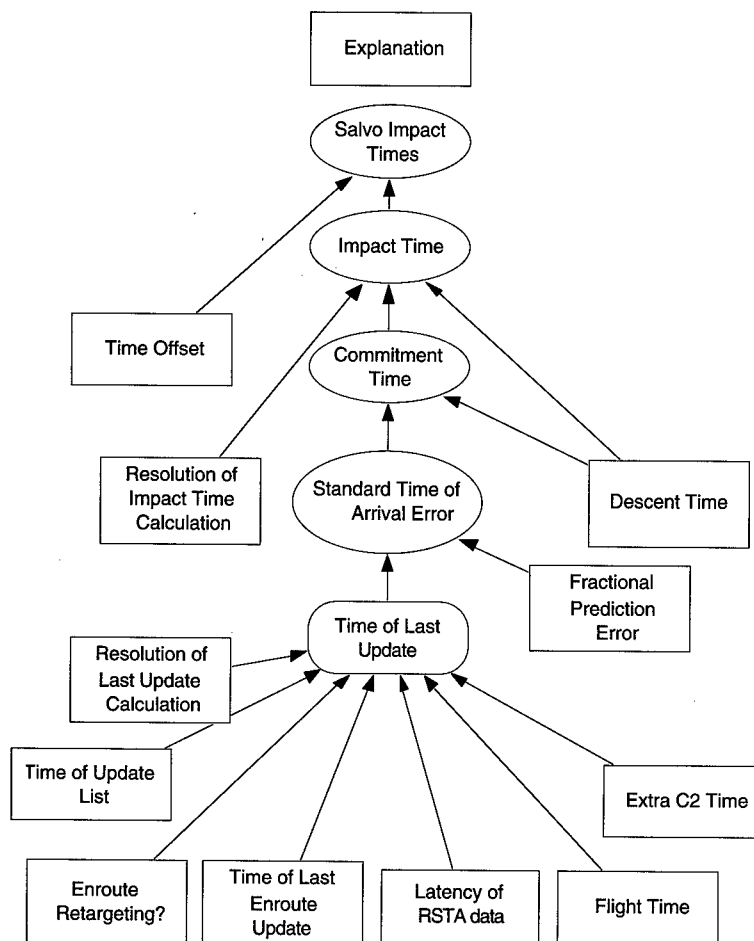 Explanation
Salvo Impact
Times
Impact Time
Time Offset
Commitment
Time
Resolution of
Impact Time
Calculation
Standard Time of
Arrival Error
Descent Time
Fractional
Prediction
Error
Time of Last
Update
Resolution of
Last Update
Calculation
Time of Update
List
Extra C2 Time
Enroute
Retargeting?
Time of Last
Enroute
Update
Latency of
RSTA data
Flight Time